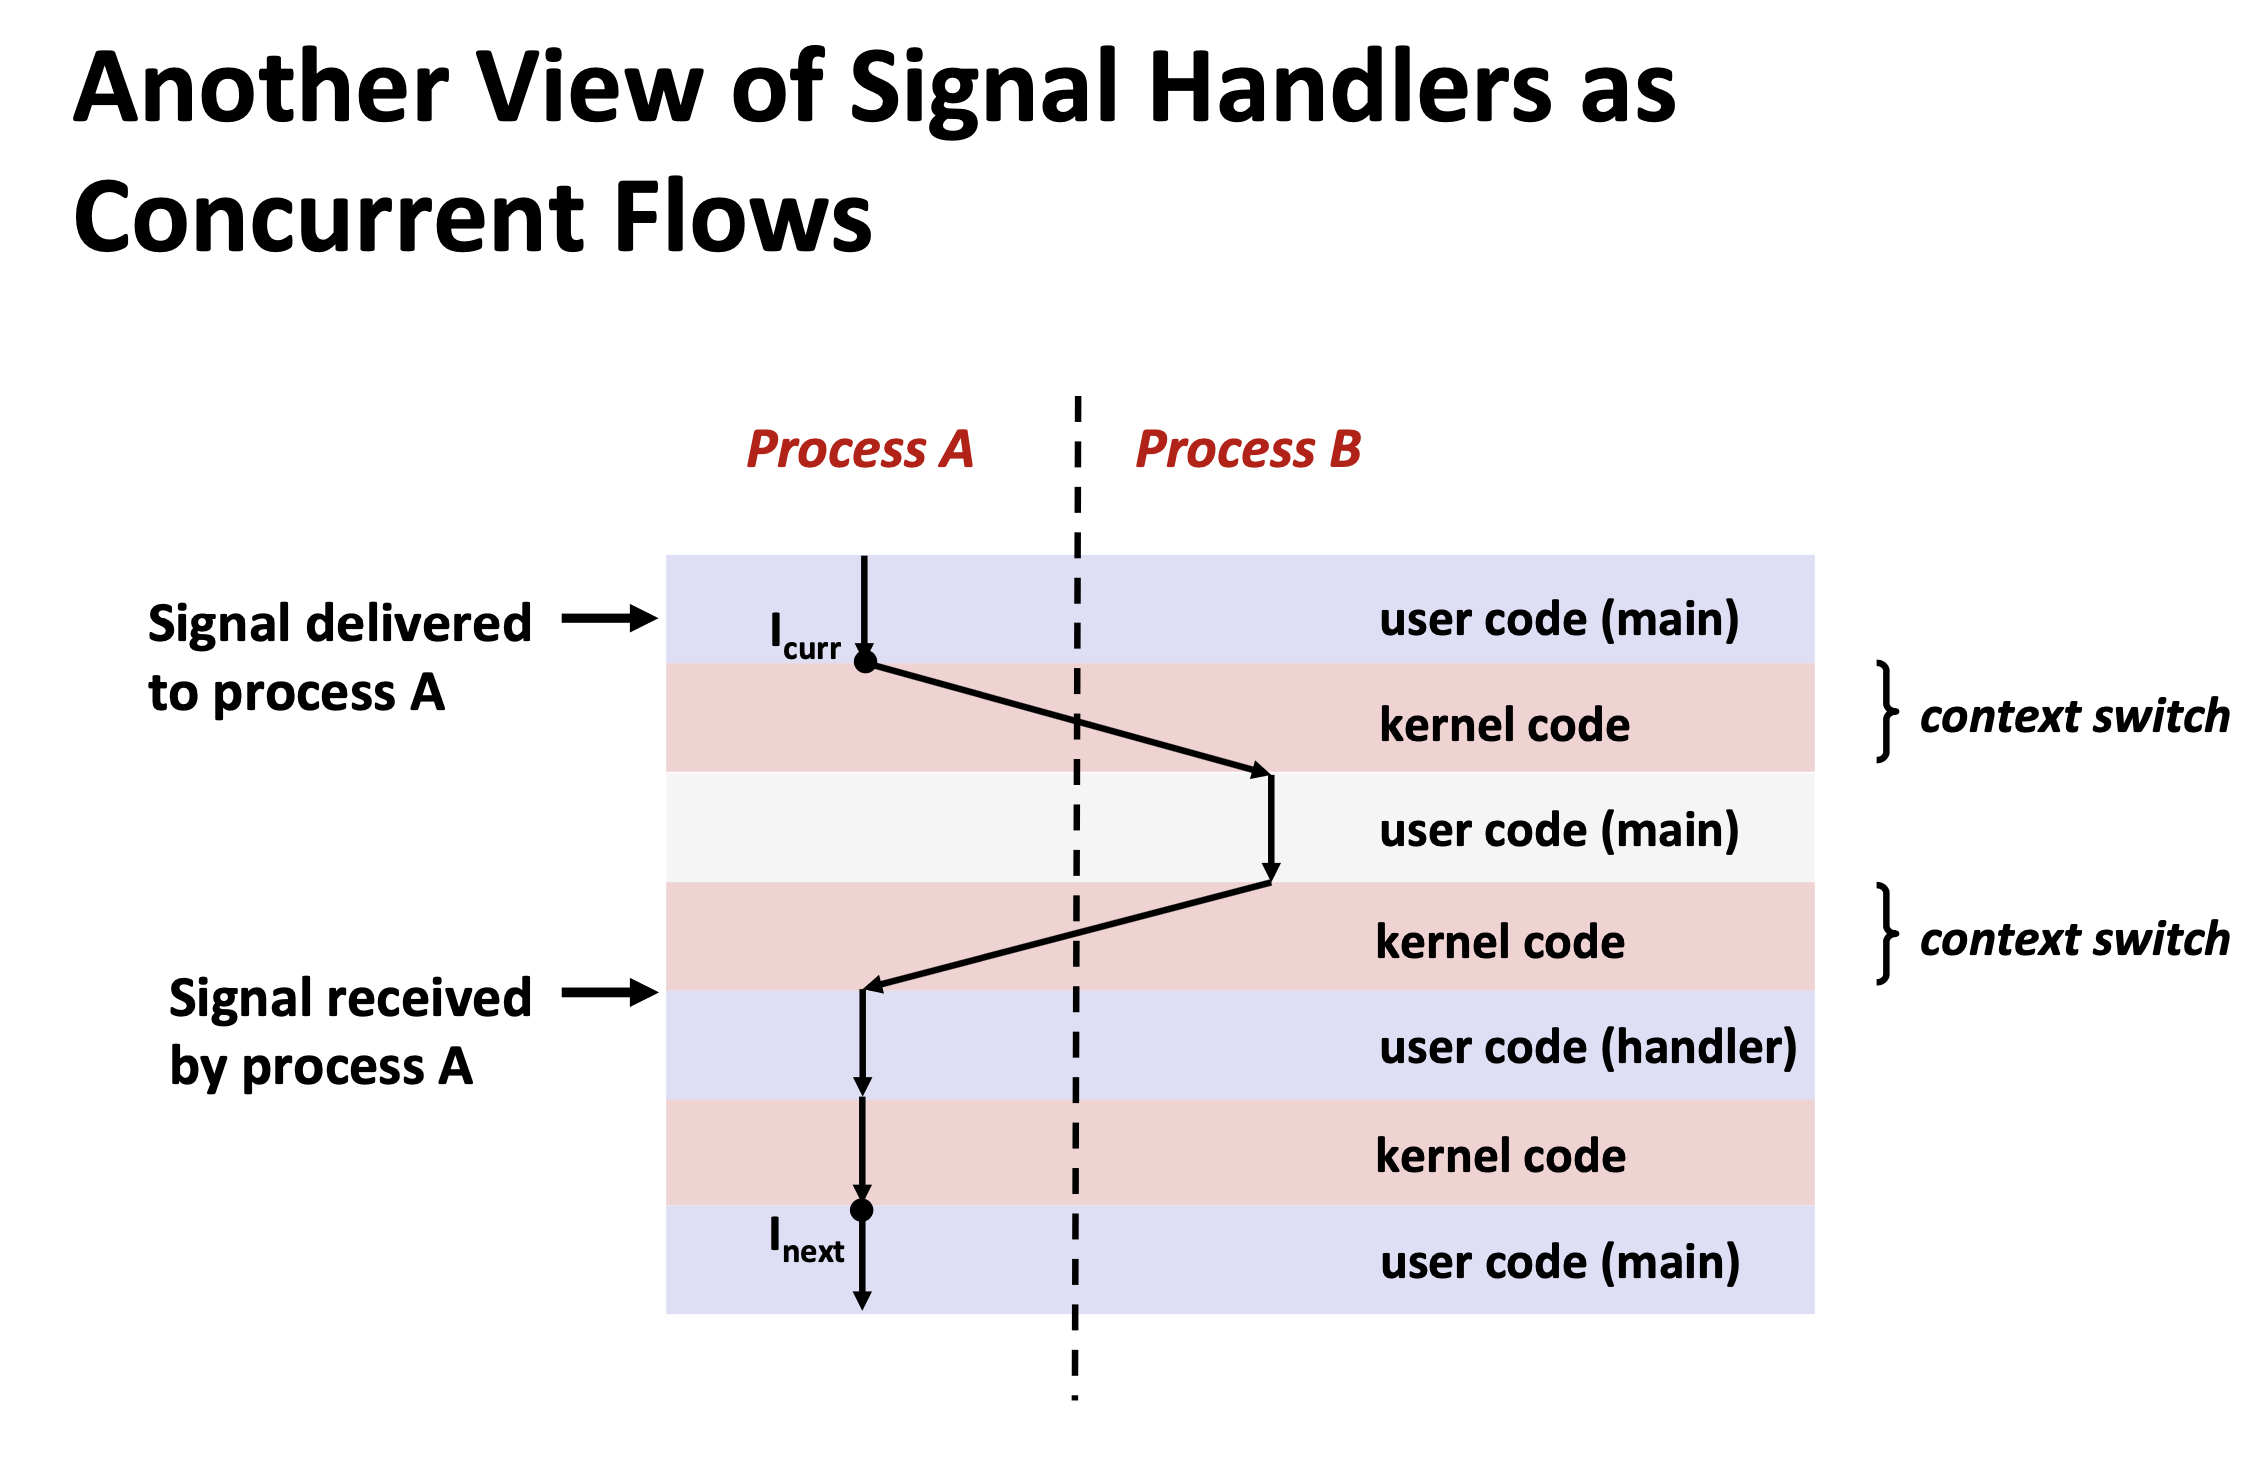 Another View of Signal Handlers as
Concurrent Flows
Process A
Process B
Signal delivered
to process A
I curr
user code (main)
kernel code
context switch
user code (main)
kernel code
context switch
Signal received
by process A
user code (handler)
kernel code
I next
user code (main)